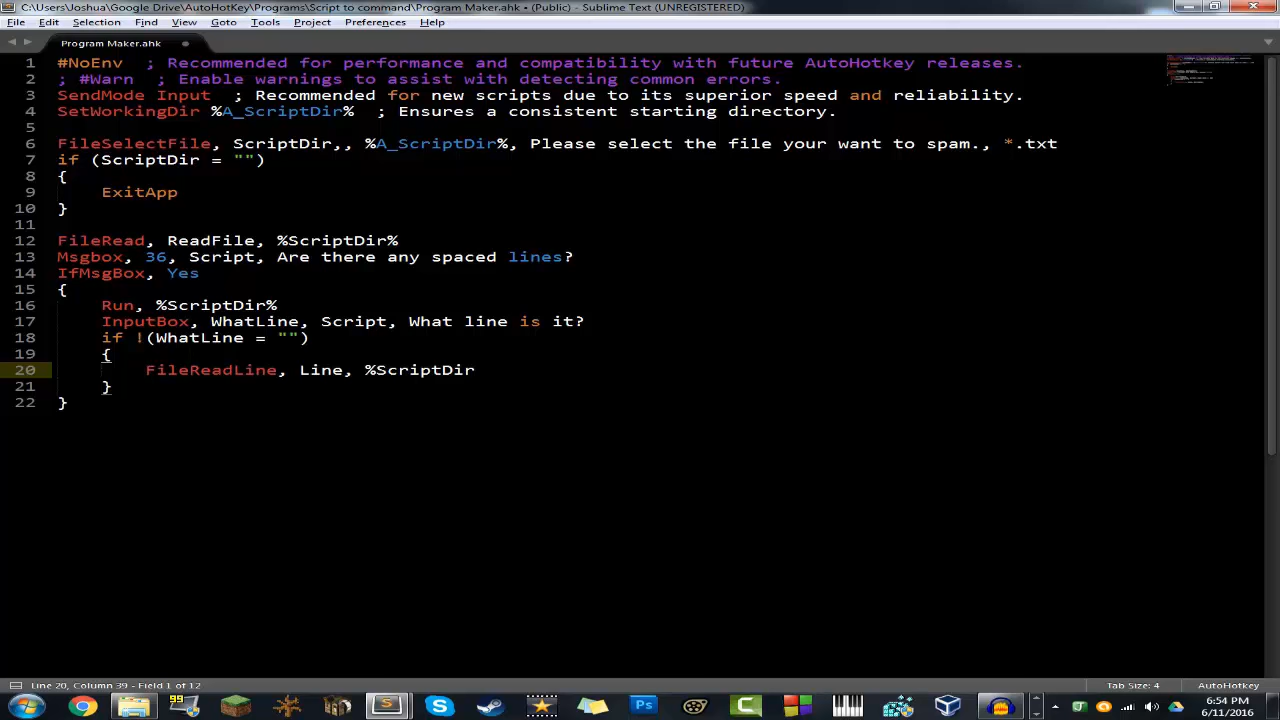 C:\Users\Joshua\Google Drive\AutoHotKey\Programs\Script to command\Program Maker.ahk • (Public) - Sublime Text (UNREGISTERED)
File Edit Selection Find View Goto Tools Project Preferences Help
Program Maker.ahk
1 #NoEnv ; Recommended for performance and compatibility with future AutoHotkey releases.
2 ; #Warn ; Enable warnings to assist with detecting common errors.
3 SendMode Input ; Recommended for new scriptsdue to its superior speed and reliability.
4 SetWorkingDir %A_ScriptDir% ; Ensures a consistent starting directory.
5
6 FileSelectFile, ScriptDir,, %A_ScriptDir%, Please select the file your want to spam., *.txt
7 if (ScriptDir = "")
8 {
9 ExitApp
10 }
11
12 FileRead, ReadFile, %ScriptDir%
13 Msgbox, 36, Script, Are there any spaced lines?
14 IfMsgBox, Yes
15 {
16 Run, %ScriptDir%
17 InputBox, WhatLine, Script, What line is it?
18 if !(WhatLine = "")
19 {
20 FileReadLine, Line, %ScriptDir
21 }
22 }
Line 20, Column 39 - Field 1 of 12 Tab Size: 4 AutoHotkey
99 S Ps C
6:54 PM
6/11/2016